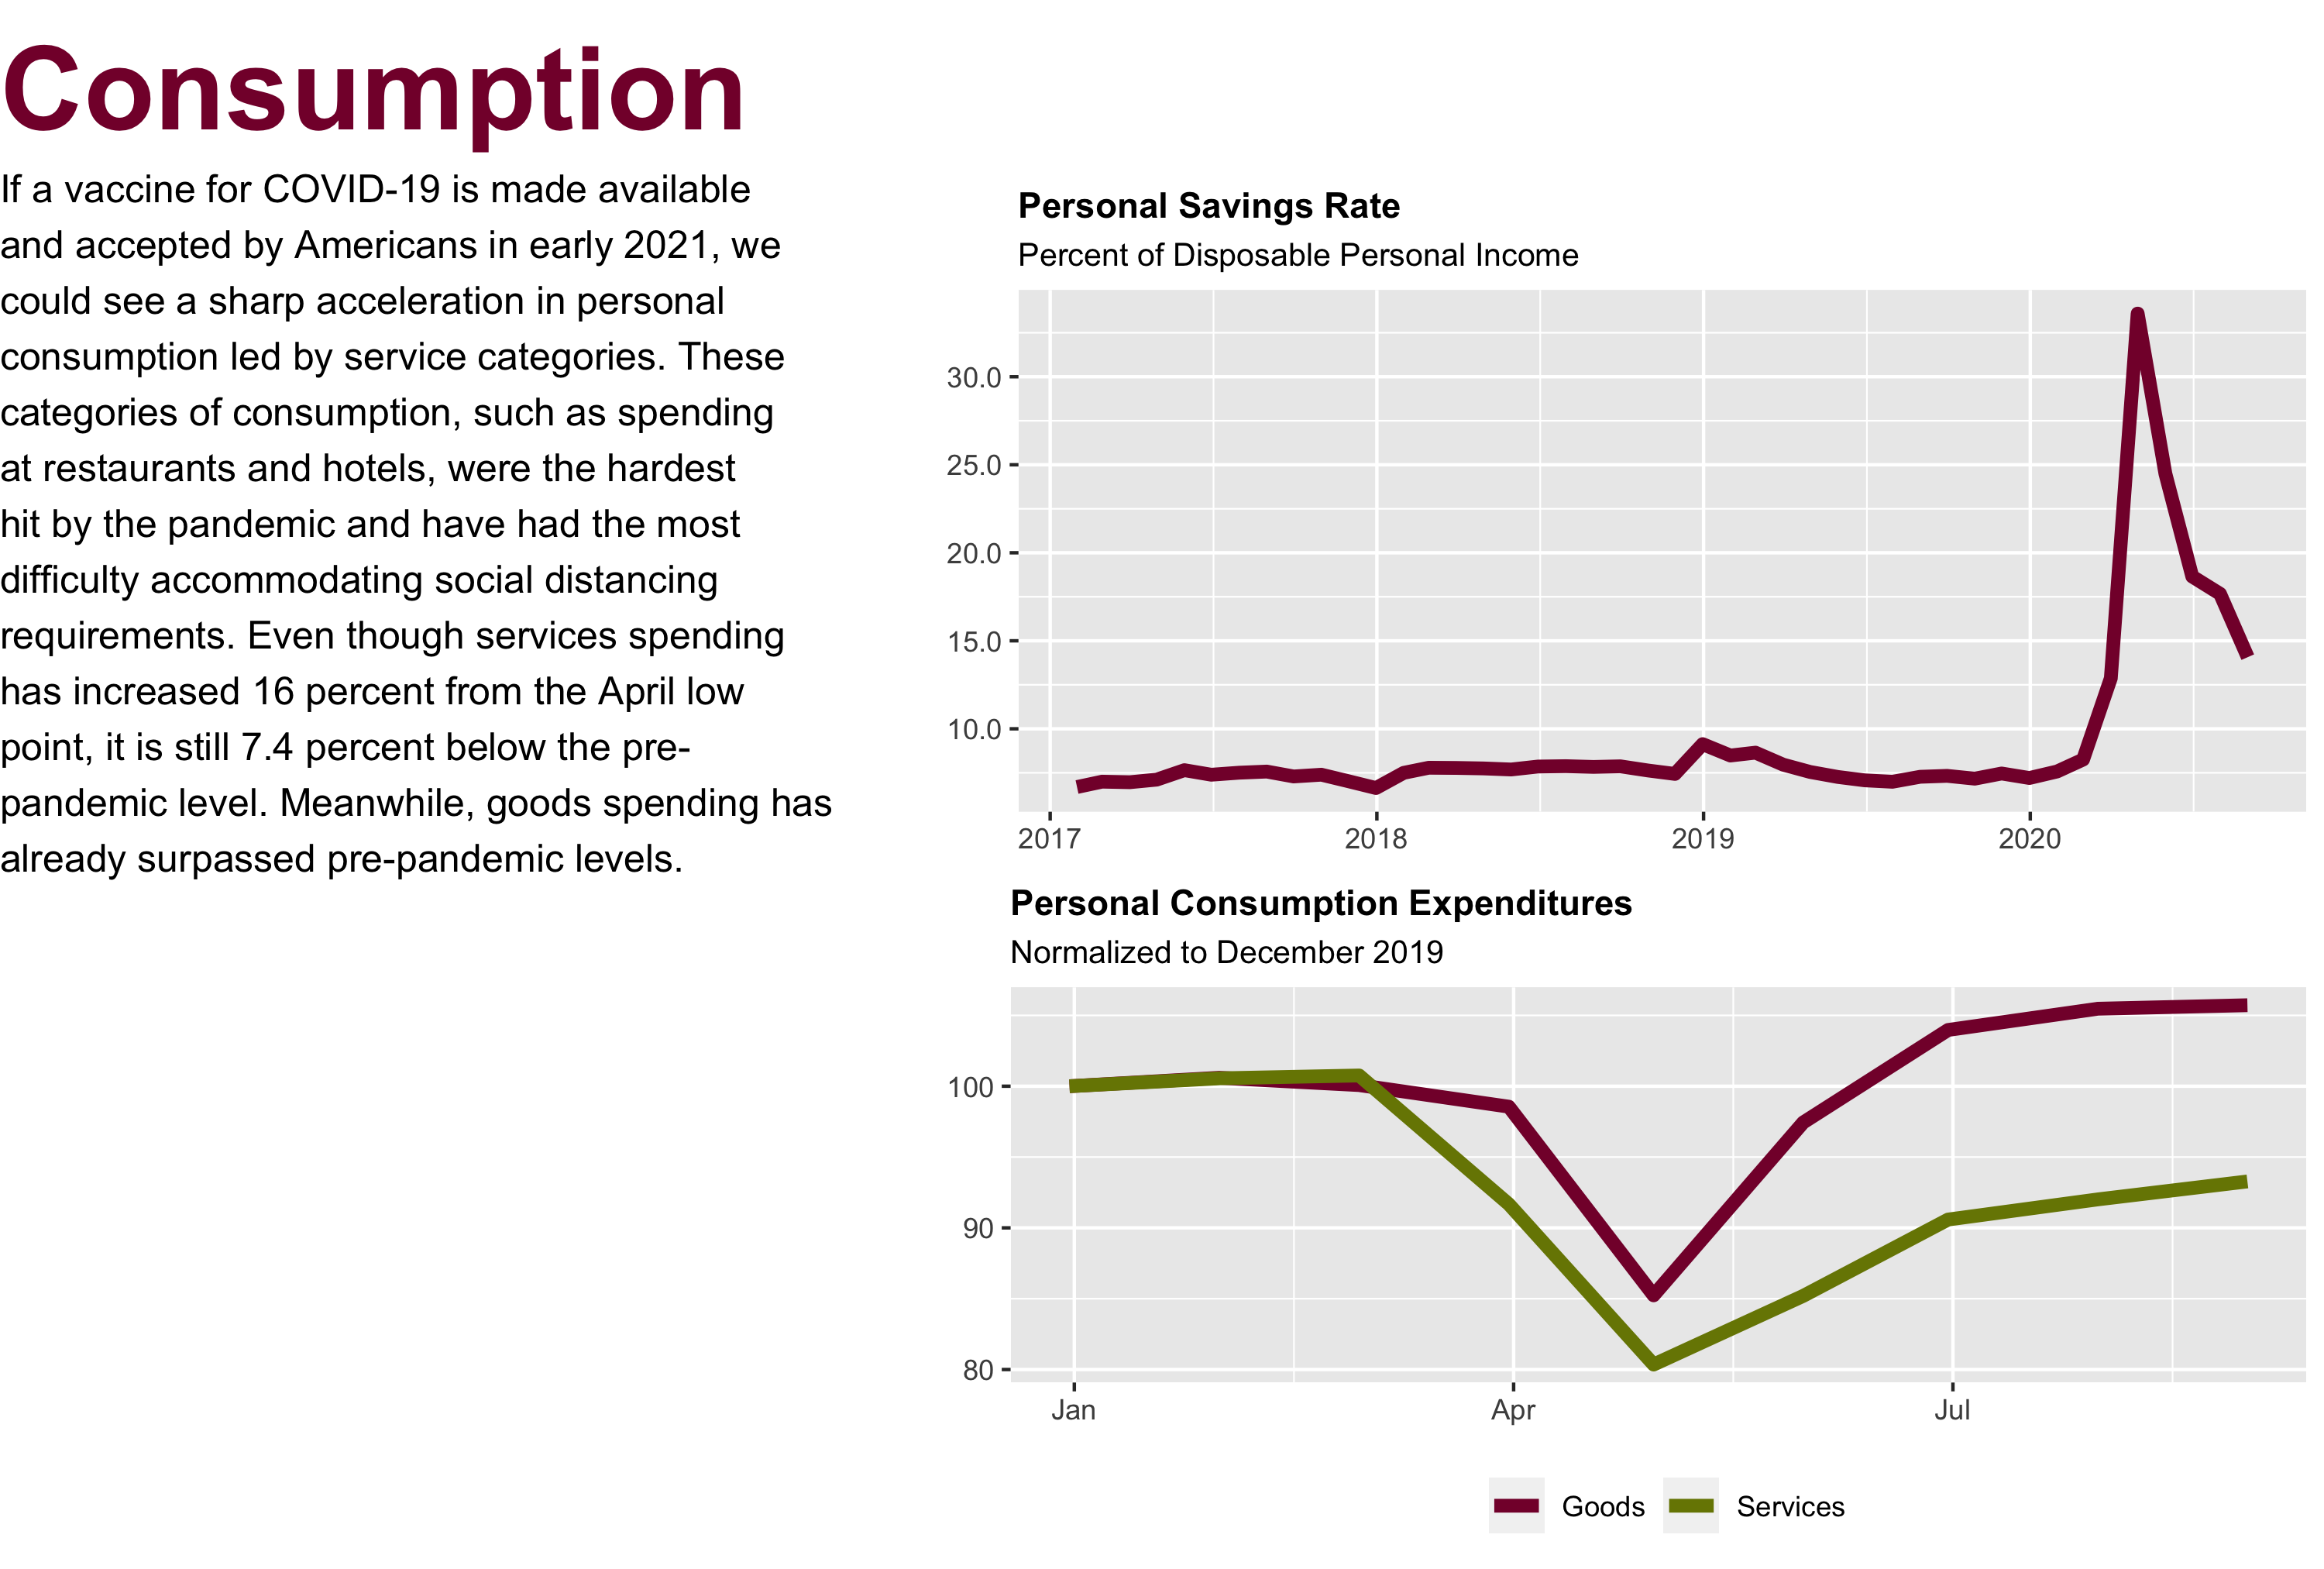 Consumption
If a vaccine for COVID-19 is made available
and accepted by Americans in early 2021, we
could see a sharp acceleration in personal
consumption led by service categories. These
categories of consumption, such as spending
at restaurants and hotels, were the hardest
hit by the pandemic and have had the most
difficulty accommodating social distancing
requirements. Even though services spending
has increased 16 percent from the April low
point, it is still 7.4 percent below the pre-
pandemic level. Meanwhile, goods spending has
already surpassed pre-pandemic levels.
Personal Savings Rate
Percent of Disposable Personal Income
30.0
25.0
20.0
15.0
10.0
2017 2018 2019 2020
Personal Consumption Expenditures
Normalized to December 2019
100
90
80
Jan Apr Jul
Goods Services